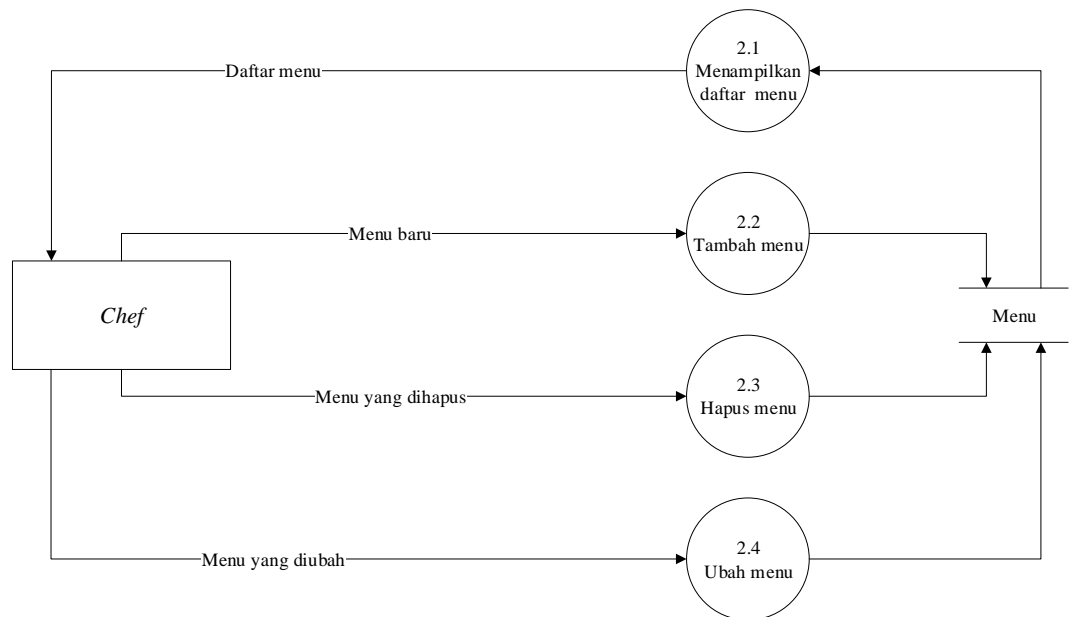 2.1
Menampilkan
daftar menu
Daftar menu
2.2
Tambah menu
Menu baru
Chef
Menu
2.3
Hapus menu
Menu yang dihapus
2.4
Ubah menu
Menu yang diubah